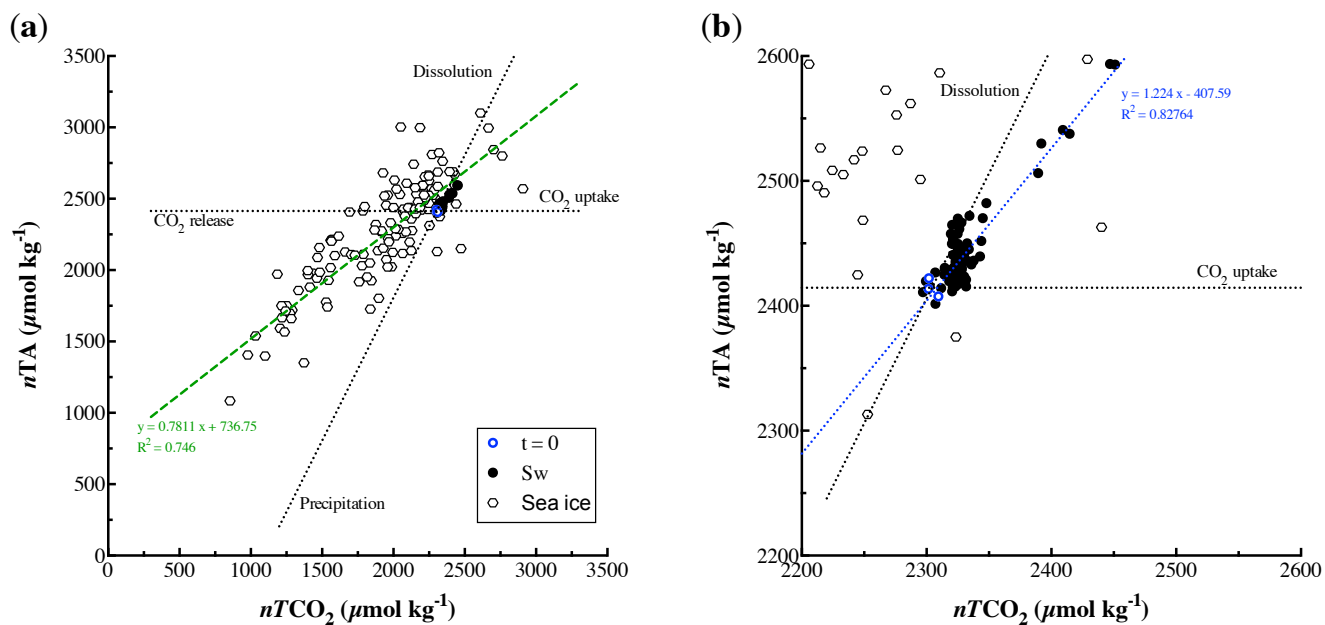 (a)
(b)
3500
3000
2500
2000
1500
1000
500
0
nTA (µmol kg-1)
Dissolution
CO2 uptake
CO2 release
Precipitation
y = 0.7811 x + 736.75
R2 = 0.746
t = 0
Sw
Sea ice
0 500 1000 1500 2000 2500 3000 3500
nTCO2 (µmol kg-1)
2600
2500
2400
2300
2200
nTA (µmol kg-1)
Dissolution
y = 1.224 x - 407.59
R2 = 0.82764
CO2 uptake
2200 2300 2400 2500 2600
nTCO2 (µmol kg-1)